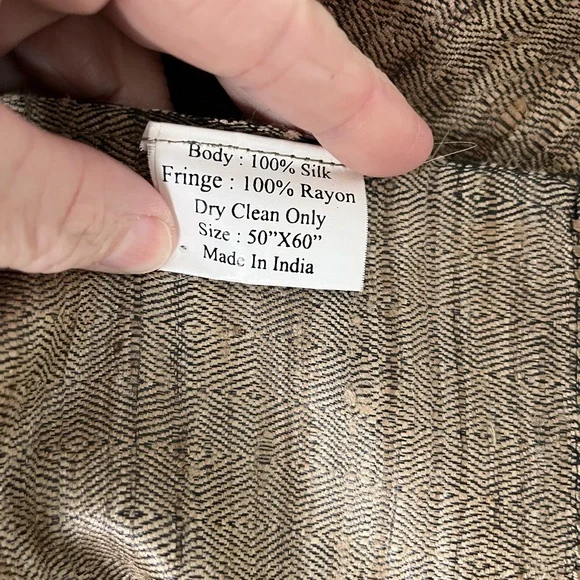 Body : 100% Silk
Fringe : 100% Rayon
Dry Clean Only
Size : 50”X60”
Made In India